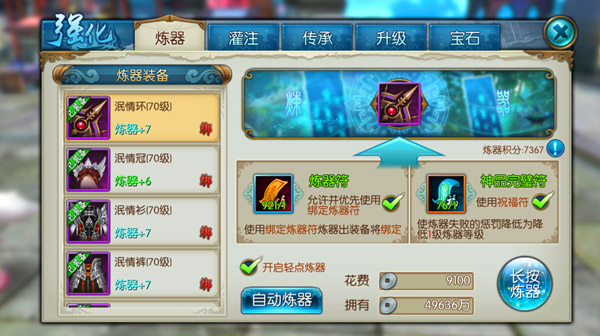 强化
炼器
灌注
传承
升级
宝石
炼器装备
泯情环(70级)
炼器+7
绑
泯情冠(70级)
炼器+6
绑
泯情衫(70级)
炼器+7
绑
泯情裤(70级)
炼器+7
绑
炼
器
炼器积分:7367
炼器符
允许并优先使用
绑定炼器符
使用绑定炼器符炼器出装备将绑定
神品完璧符
使用祝福符
使炼器失败的惩罚降低为降
低1级炼器等级
开启轻点炼器
自动炼器
花费
9100
拥有
49636万
长按
炼器